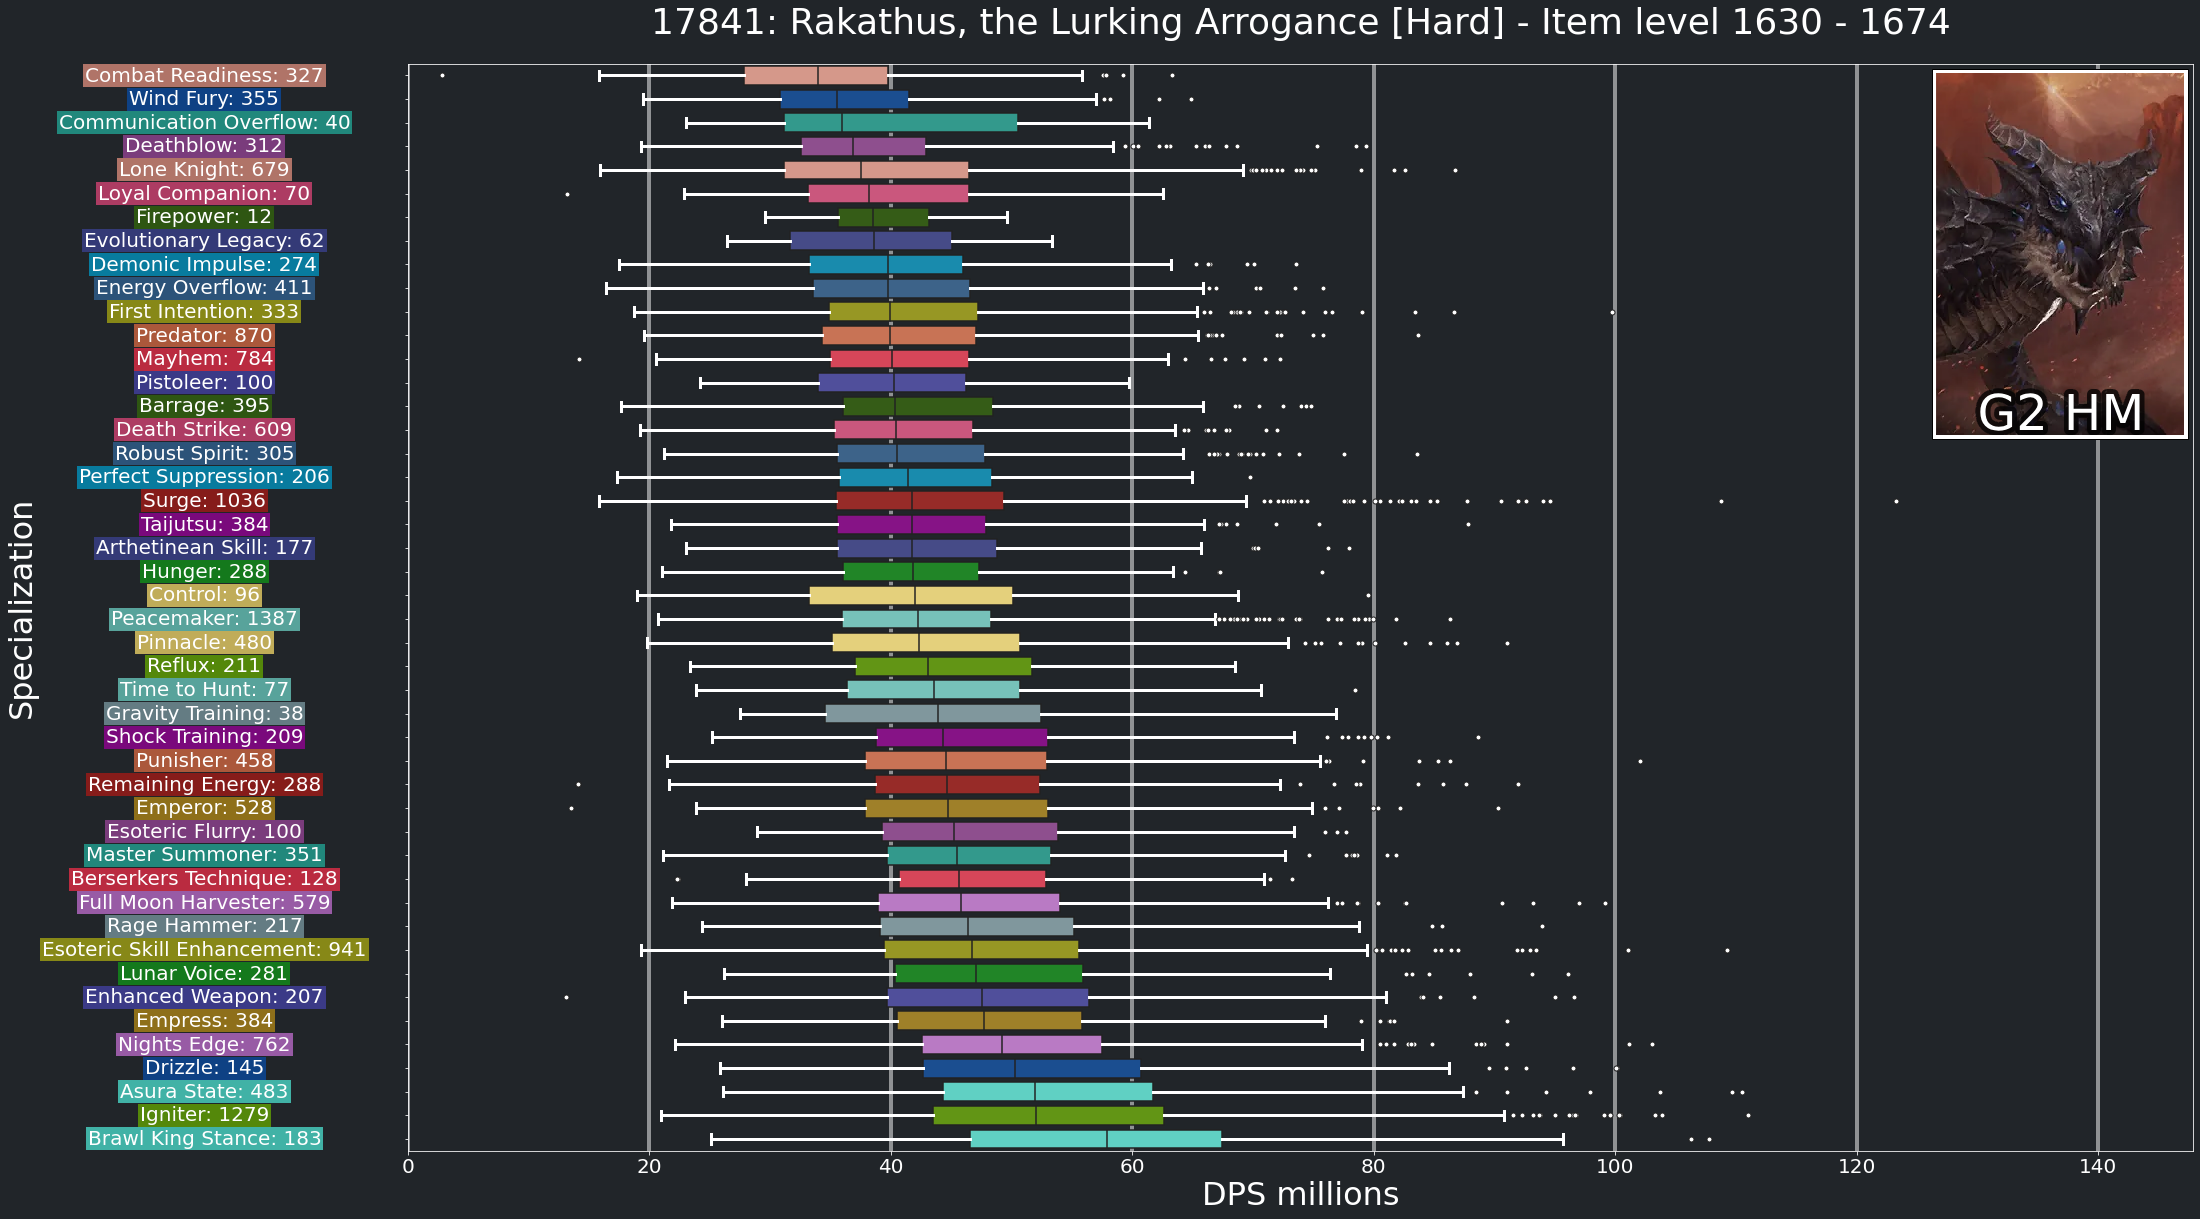 17841: Rakathus, the Lurking Arrogance [Hard] - Item level 1630 - 1674
Combat Readiness: 327
Wind Fury: 355
Communication Overflow: 40
Deathblow: 312
Lone Knight: 679
Loyal Companion: 70
Firepower: 12
Evolutionary Legacy: 62
Demonic Impulse: 274
Energy Overflow: 411
First Intention: 333
Predator: 870
Mayhem: 784
Pistoleer: 100
Barrage: 395
Death Strike: 609
Robust Spirit: 305
Perfect Suppression: 206
Surge: 1036
Taijutsu: 384
Arthetinean Skill: 177
Hunger: 288
Control: 96
Peacemaker: 1387
Pinnacle: 480
Reflux: 211
Time to Hunt: 77
Gravity Training: 38
Shock Training: 209
Punisher: 458
Remaining Energy: 288
Emperor: 528
Esoteric Flurry: 100
Master Summoner: 351
Berserkers Technique: 128
Full Moon Harvester: 579
Rage Hammer: 217
Esoteric Skill Enhancement: 941
Lunar Voice: 281
Enhanced Weapon: 207
Empress: 384
Nights Edge: 762
Drizzle: 145
Asura State: 483
Igniter: 1279
Brawl King Stance: 183
Specialization
G2 HM
0 20 40 60 80 100 120 140
DPS millions